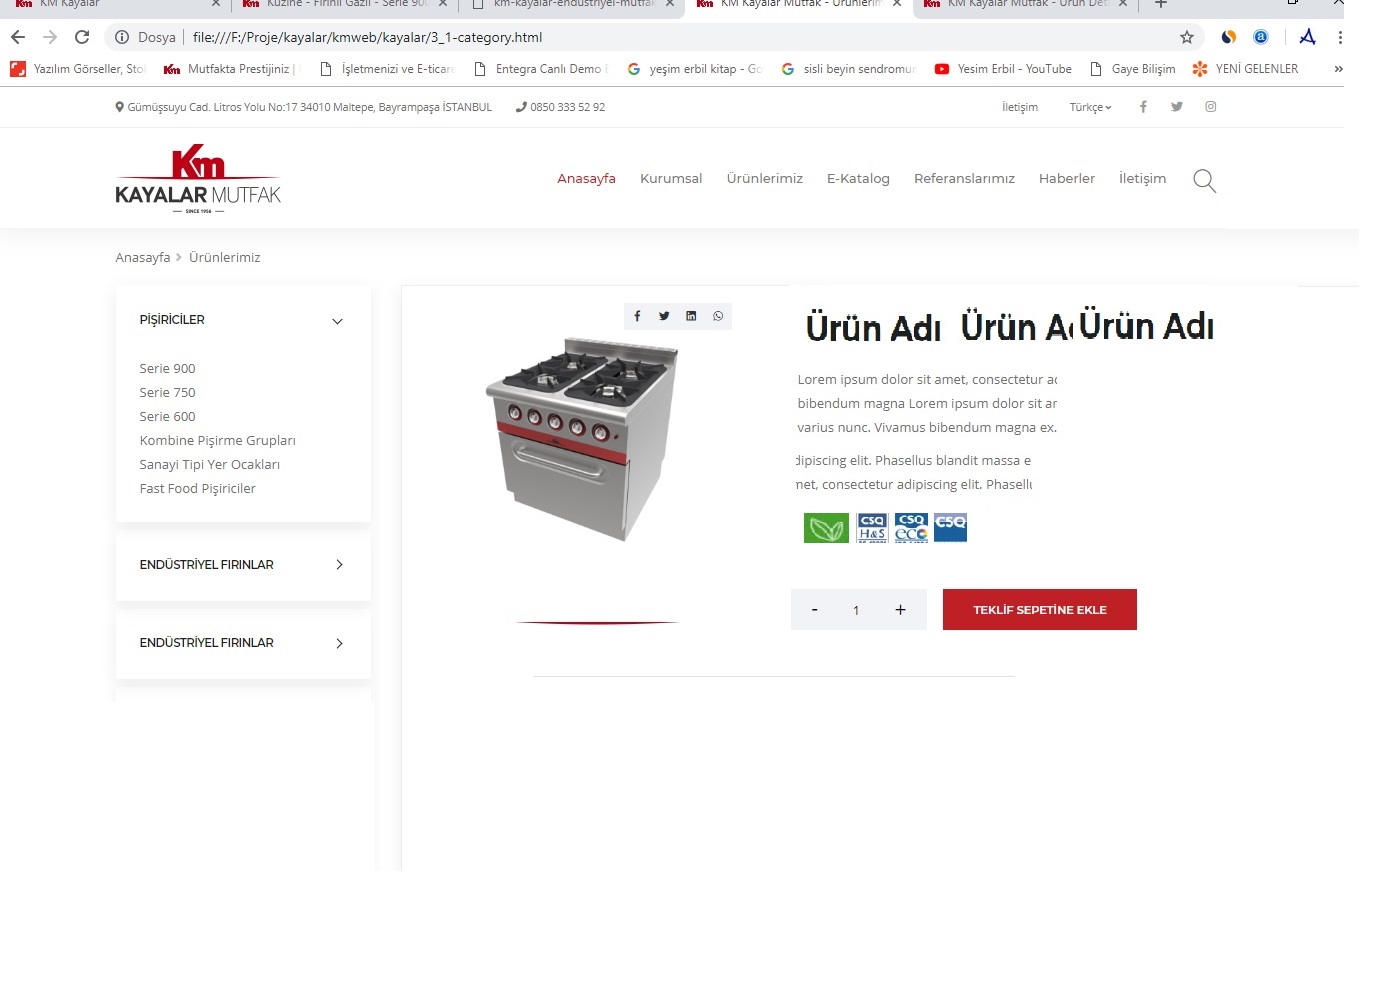 KM Kayalar
Kuzine - Fırınlı Gazlı - Serie 900
km-kayalar-endustriyel-mutfak
KM Kayalar Mutfak - Ürünlerim
KM Kayalar Mutfak - Ürün Deta
Dosya
file:///F:/Proje/kayalar/kmweb/kayalar/3_1-category.html
Yazılım Görseller, Sto
Mutfakta Prestijiniz |
İşletmenizi ve E-ticare
Entegra Canlı Demo
yeşim erbil kitap - Go
sisli beyin sendromu
Yesim Erbil - YouTube
Gaye Bilişim
YENİ GELENLER
Gümüşsuyu Cad. Litros Yolu No:17 34010 Maltepe, Bayrampaşa İSTANBUL
0850 333 52 92
İletişim
Türkçe
Km
KAYALAR MUTFAK
SINCE 1956
Anasayfa
Kurumsal
Ürünlerimiz
E-Katalog
Referanslarımız
Haberler
İletişim
Anasayfa > Ürünlerimiz
PİŞİRİCİLER
Serie 900
Serie 750
Serie 600
Kombine Pişirme Grupları
Sanayi Tipi Yer Ocakları
Fast Food Pişiriciler
ENDÜSTRİYEL FIRINLAR
ENDÜSTRİYEL FIRINLAR
Ürün Adı Ürün A Ürün Adı
Lorem ipsum dolor sit amet, consectetur ac
bibendum magna Lorem ipsum dolor sit ar
varius nunc. Vivamus bibendum magna ex.
dipiscing elit. Phasellus blandit massa e
met, consectetur adipiscing elit. Phasellu
CSQ H&S
CSQ eco
CSQ
- 1 +
TEKLİF SEPETİNE EKLE